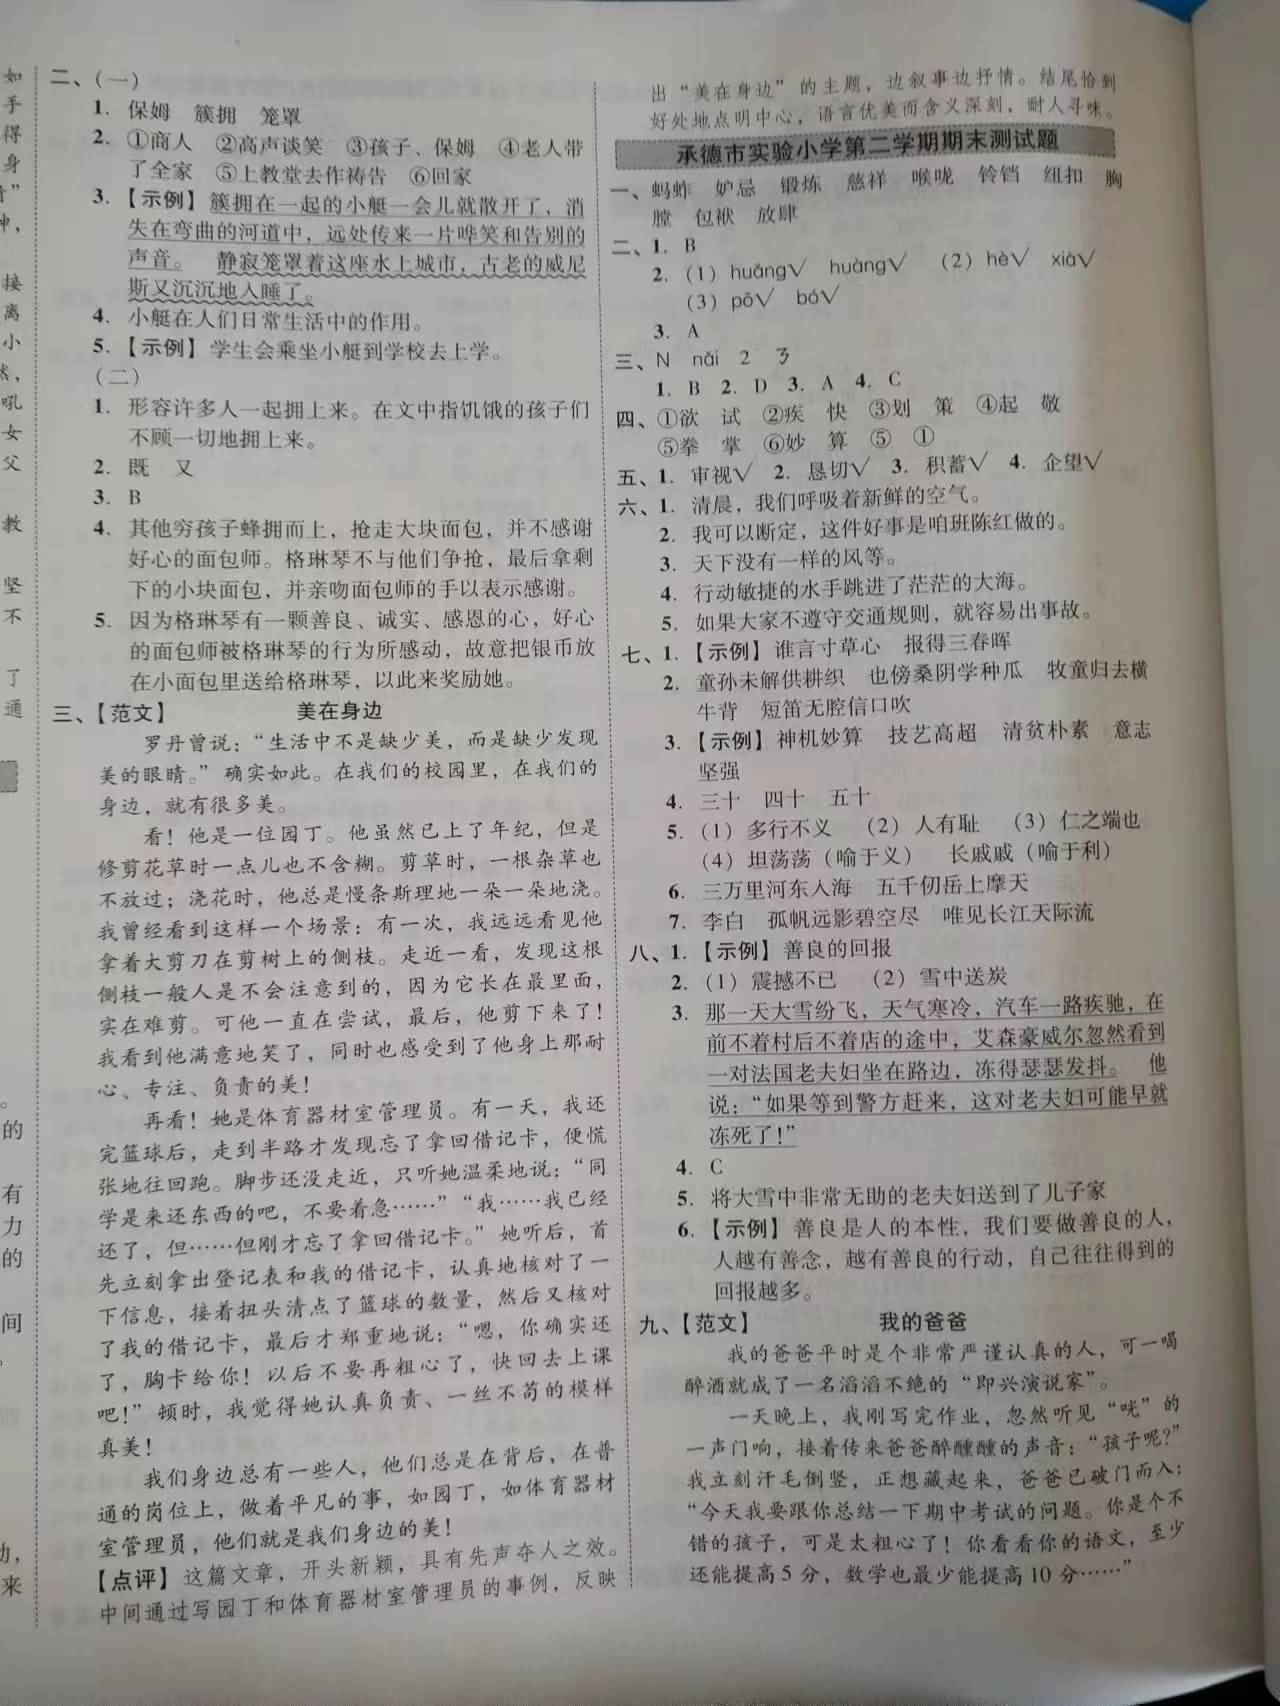 如
手
得
身
接
离
小
然，
吼
女
父
教
坚
不
了
通
。
的
有
力
的
间
。
动，
来
二、（一）
1. 保姆　簇拥　笼罩
2. ①商人　②高声谈笑　③孩子、保姆　④老人带
了全家　⑤上教堂去作祷告　⑥回家
3. 【示例】簇拥在一起的小艇一会儿就散开了，消
失在弯曲的河道中，远处传来一片哗笑和告别的
声音。　静寂笼罩着这座水上城市，古老的威尼
斯又沉沉地入睡了。
4. 小艇在人们日常生活中的作用。
5. 【示例】学生会乘坐小艇到学校去上学。
（二）
1. 形容许多人一起拥上来。在文中指饥饿的孩子们
不顾一切地拥上来。
2. 既　又
3. B
4. 其他穷孩子蜂拥而上，抢走大块面包，并不感谢
好心的面包师。格琳琴不与他们争抢，最后拿剩
下的小块面包，并亲吻面包师的手以表示感谢。
5. 因为格琳琴有一颗善良、诚实、感恩的心，好心
的面包师被格琳琴的行为所感动，故意把银币放
在小面包里送给格琳琴，以此来奖励她。
三、【范文】　美在身边
罗丹曾说：“生活中不是缺少美，而是缺少发现
美的眼睛。”确实如此。在我们的校园里，在我们的
身边，就有很多美。
看！他是一位园丁。他虽然已上了年纪，但是
修剪花草时一点儿也不含糊。剪草时，一根杂草也
不放过；浇花时，他总是慢条斯理地一朵一朵地浇。
我曾经看到这样一个场景：有一次，我远远看见他
拿着大剪刀在剪树上的侧枝。走近一看，发现这根
侧枝一般人是不会注意到的，因为它长在最里面，
实在难剪。可他一直在尝试，最后，他剪下来了！
我看到他满意地笑了，同时也感受到了他身上那耐
心、专注、负责的美！
再看！她是体育器材室管理员。有一天，我还
完篮球后，走到半路才发现忘了拿回借记卡，便慌
张地往回跑。脚步还没走近，只听她温柔地说：“同
学是来还东西的吧，不要着急……”“我……我已经
还了，但……但刚才忘了拿回借记卡。”她听后，首
先立刻拿出登记表和我的借记卡，认真地核对了一
下信息，接着扭头清点了篮球的数量，然后又核对
了我的借记卡，最后才郑重地说：“嗯，你确实还
了，胸卡给你！以后不要再粗心了，快回去上课
吧！”顿时，我觉得她认真负责、一丝不苟的模样
真美！
我们身边总有一些人，他们总是在背后，在普
通的岗位上，做着平凡的事，如园丁，如体育器材
室管理员，他们就是我们身边的美！
【点评】这篇文章，开头新颖，具有先声夺人之效。
中间通过写园丁和体育器材室管理员的事例，反映
出“美在身边”的主题，边叙事边抒情。结尾恰到
好处地点明中心，语言优美而含义深刻，耐人寻味。
承德市实验小学第二学期期末测试题
一、蚂蚱　妒忌　锻炼　慈祥　喉咙　铃铛　纽扣　胸
膛　包袱　放肆
二、1. B
2.（1）huǎng√　huàng√　（2）hè√　xià√
（3）pō√　bó√
3. A
三、N　nǎi　2　ㄋ
1. B　2. D　3. A　4. C
四、①欲　试　②疾　快　③划　策　④起　敬
⑤拳　掌　⑥妙　算　⑤　①
五、1. 审视√　2. 恳切√　3. 积蓄√　4. 企望√
六、1. 清晨，我们呼吸着新鲜的空气。
2. 我可以断定，这件好事是咱班陈红做的。
3. 天下没有一样的风筝。
4. 行动敏捷的水手跳进了茫茫的大海。
5. 如果大家不遵守交通规则，就容易出事故。
七、1. 【示例】谁言寸草心　报得三春晖
2. 童孙未解供耕织　也傍桑阴学种瓜　牧童归去横
牛背　短笛无腔信口吹
3. 【示例】神机妙算　技艺高超　清贫朴素　意志
坚强
4. 三十　四十　五十
5.（1）多行不义　（2）人有耻　（3）仁之端也
（4）坦荡荡（喻于义）　长戚戚（喻于利）
6. 三万里河东入海　五千仞岳上摩天
7. 李白　孤帆远影碧空尽　唯见长江天际流
八、1. 【示例】善良的回报
2.（1）震撼不已　（2）雪中送炭
3. 那一天大雪纷飞，天气寒冷，汽车一路疾驰，在
前不着村后不着店的途中，艾森豪威尔忽然看到
一对法国老夫妇坐在路边，冻得瑟瑟发抖。　他
说：“如果等到警方赶来，这对老夫妇可能早就
冻死了！”
4. C
5. 将大雪中非常无助的老夫妇送到了儿子家
6. 【示例】善良是人的本性，我们要做善良的人，
人越有善念，越有善良的行动，自己往往得到的
回报越多。
九、【范文】　我的爸爸
我的爸爸平时是个非常严谨认真的人，可一喝
醉酒就成了一名滔滔不绝的“即兴演说家”。
一天晚上，我刚写完作业，忽然听见“咣”的
一声门响，接着传来爸爸醉醺醺的声音：“孩子呢？”
我立刻汗毛倒竖，正想藏起来，爸爸已破门而入：
“今天我要跟你总结一下期中考试的问题。你是个不
错的孩子，可是太粗心了！你看看你的语文，至少
还能提高5分，数学也最少能提高10分……”